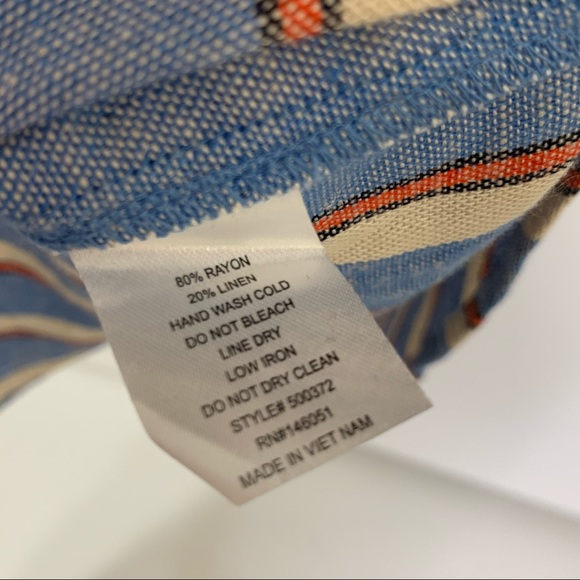 80% RAYON
20% LINEN
HAND WASH COLD
DO NOT BLEACH
LINE DRY
LOW IRON
DO NOT DRY CLEAN
STYLE# 500372
RN#146051
MADE IN VIET NAM